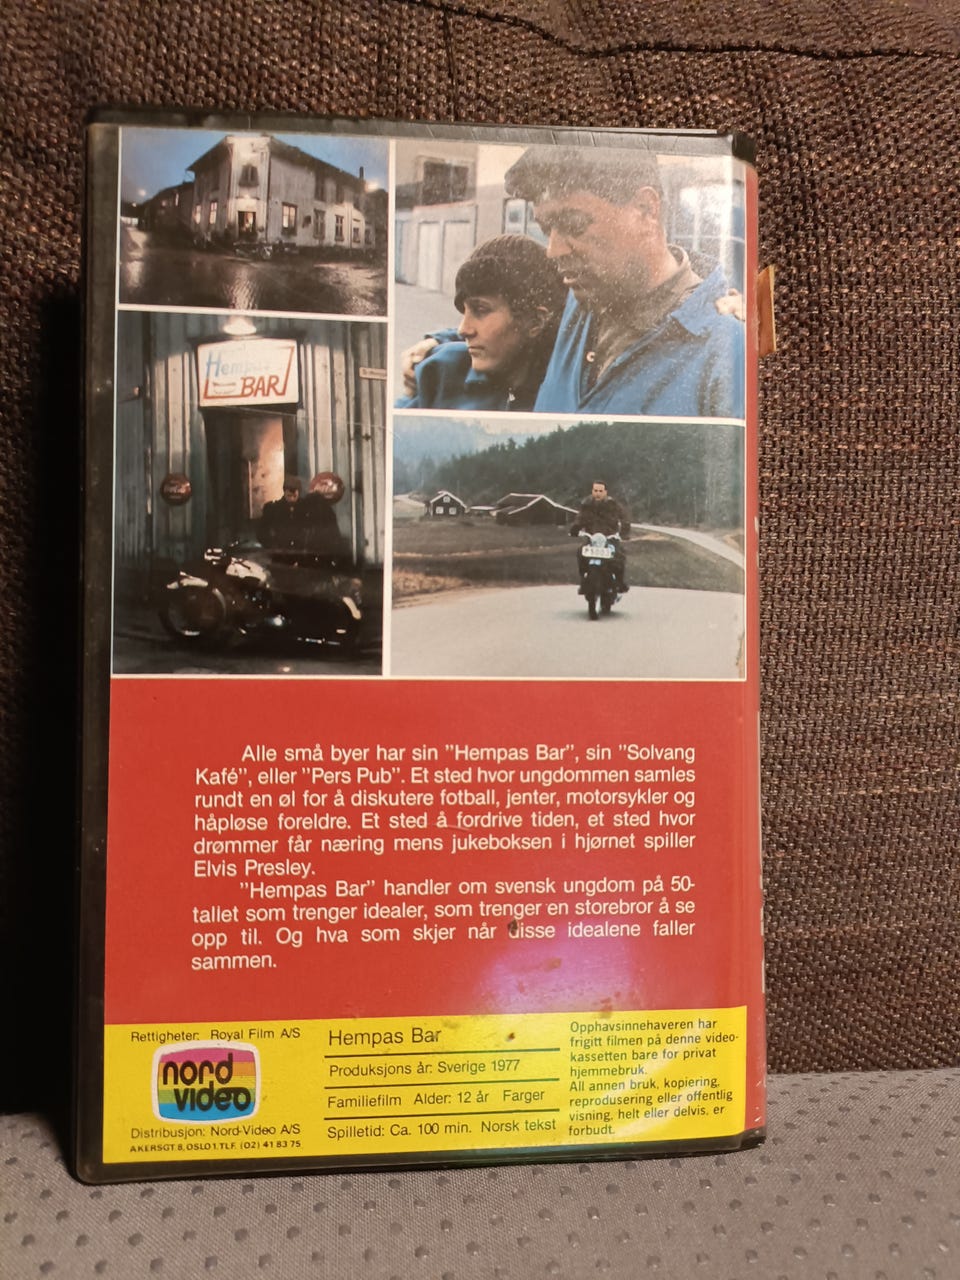 Hempas
BAR
Alle små byer har sin "Hempas Bar", sin "Solvang
Kafé", eller "Pers Pub". Et sted hvor ungdommen samles
rundt en øl for å diskutere fotball, jenter, motorsykler og
håpløse foreldre. Et sted å fordrive tiden, et sted hvor
drømmer får næring mens jukeboksen i hjørnet spiller
Elvis Presley.
"Hempas Bar" handler om svensk ungdom på 50-
tallet som trenger idealer, som trenger en storebror å se
opp til. Og hva som skjer når disse idealene faller
sammen.
Rettigheter: Royal Film A/S
nord
video
Distribusjon: Nord-Video A/S
AKERSGT 8, OSLO 1. TLF. (02) 41 83 75
Hempas Bar
Produksjons år: Sverige 1977
Familiefilm Alder: 12 år Farger
Spilletid: Ca. 100 min. Norsk tekst
Opphavsinnehaveren har
frigitt filmen på denne video-
kassetten bare for privat
hjemmebruk.
All annen bruk, kopiering,
reprodusering eller offentlig
visning, helt eller delvis, er
forbudt.